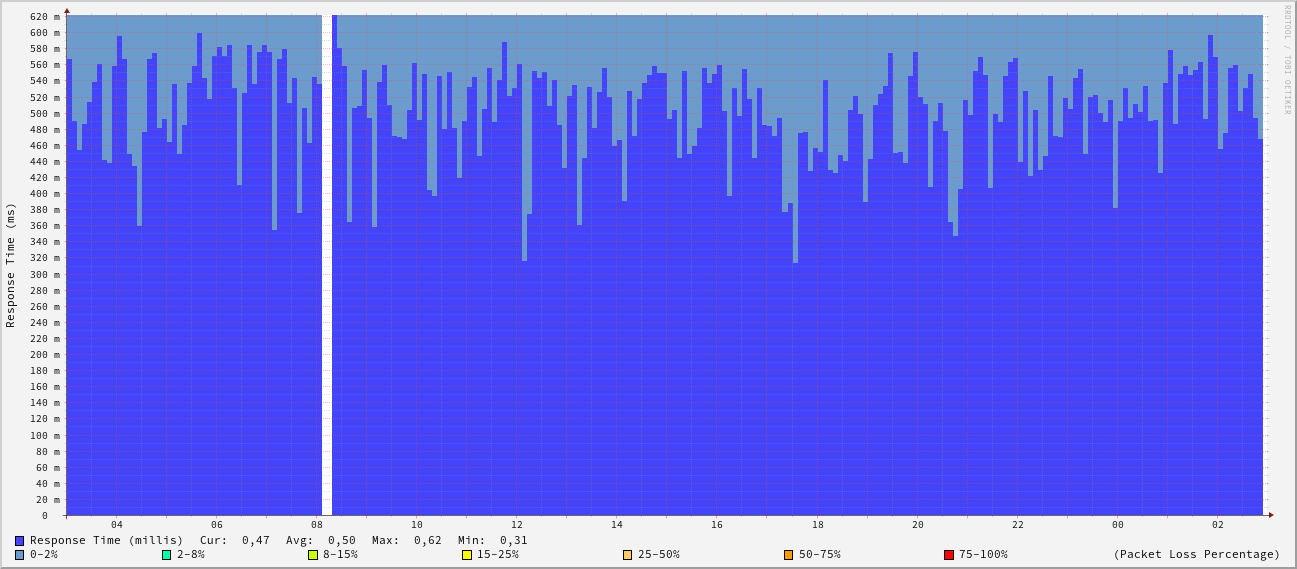 RRDTOOL / TOBI OETIKER
Response Time (ms)
620 m
600 m
580 m
560 m
540 m
520 m
500 m
480 m
460 m
440 m
420 m
400 m
380 m
360 m
340 m
320 m
300 m
280 m
260 m
240 m
220 m
200 m
180 m
160 m
140 m
120 m
100 m
80 m
60 m
40 m
20 m
0
04 06 08 10 12 14 16 18 20 22 00 02
Response Time (millis) Cur: 0,47 Avg: 0,50 Max: 0,62 Min: 0,31
0-2% 2-8% 8-15% 15-25% 25-50% 50-75% 75-100% (Packet Loss Percentage)